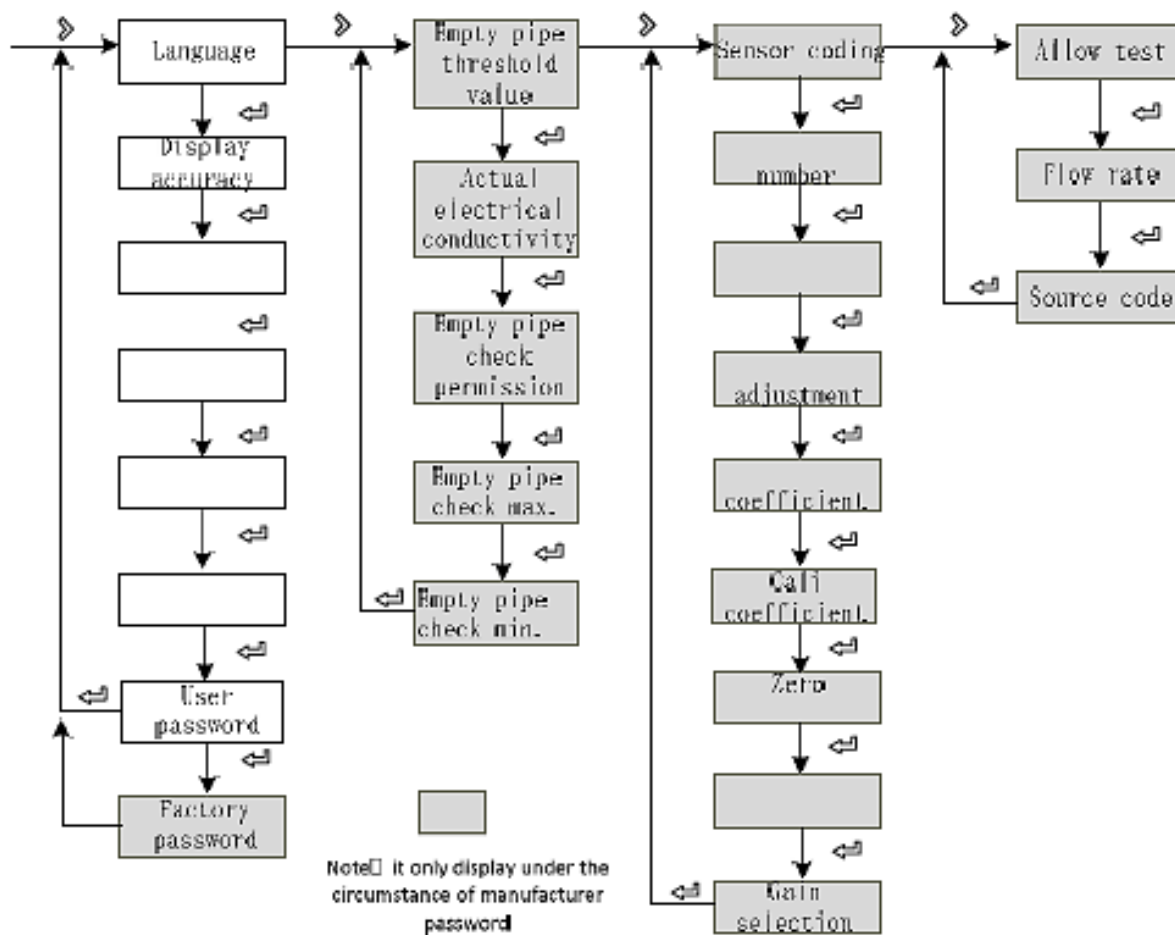 Language
Display
accuracy
User
password
Factory
password
Empty pipe
threshold
value
Actual
electrical
conductivity
Empty pipe
check
permission
Empty pipe
check max.
Empty pipe
check min.
Note□ it only display under the
circumstance of manufacturer
password
Sensor coding
number
adjustment
coefficient.
Cali
coefficient.
Zero
Gain
selection
Allow test
Flow rate
Source code